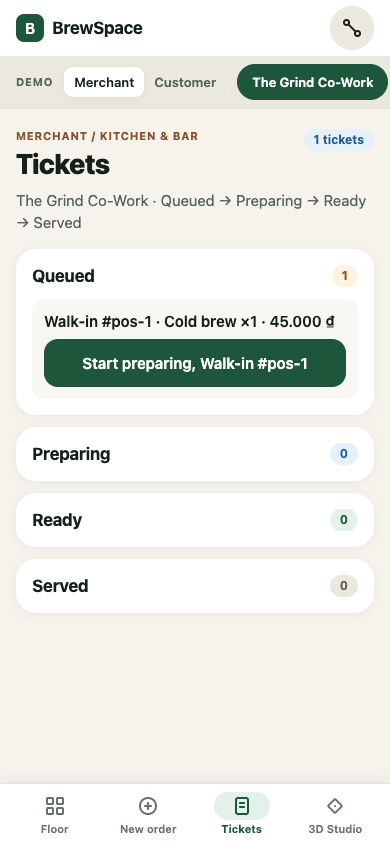 B BrewSpace
DEMO Merchant Customer The Grind Co-Work
MERCHANT / KITCHEN & BAR
1 tickets
Tickets
The Grind Co-Work · Queued → Preparing → Ready
→ Served
Queued 1
Walk-in #pos-1 · Cold brew ×1 · 45.000 ₫
Start preparing, Walk-in #pos-1
Preparing 0
Ready 0
Served 0
Floor New order Tickets 3D Studio